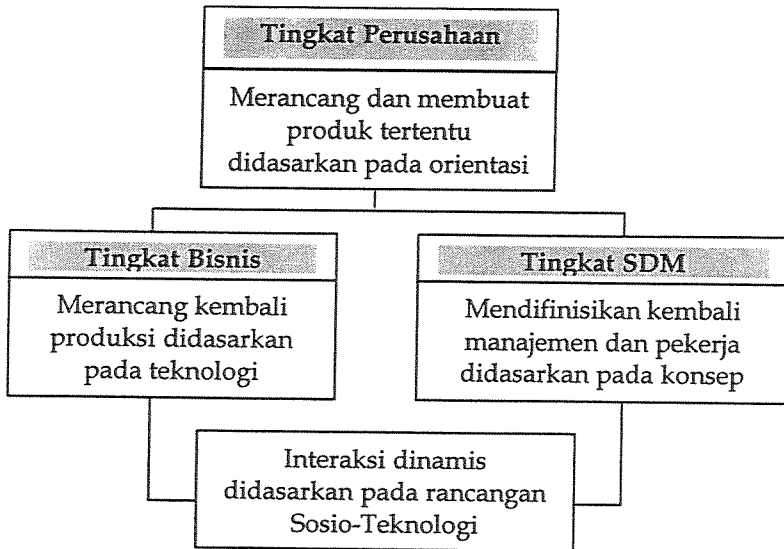 Tingkat Perusahaan
Merancang dan membuat
produk tertentu
didasarkan pada orientasi
Tingkat Bisnis
Merancang kembali
produksi didasarkan
pada teknologi
Tingkat SDM
Mendifinisikan kembali
manajemen dan pekerja
didasarkan pada konsep
Interaksi dinamis
didasarkan pada rancangan
Sosio-Teknologi